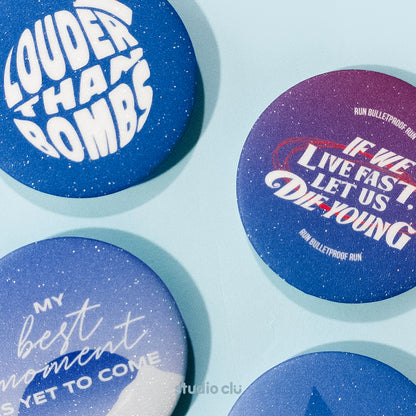 LOUDER
THAN
BOMBS
RUN BULLETPROOF RUN
IF WE
LIVE FAST,
LET US
DIE YOUNG
RUN BULLETPROOF RUN
MY
best
moment
IS YET TO COME
studio clu